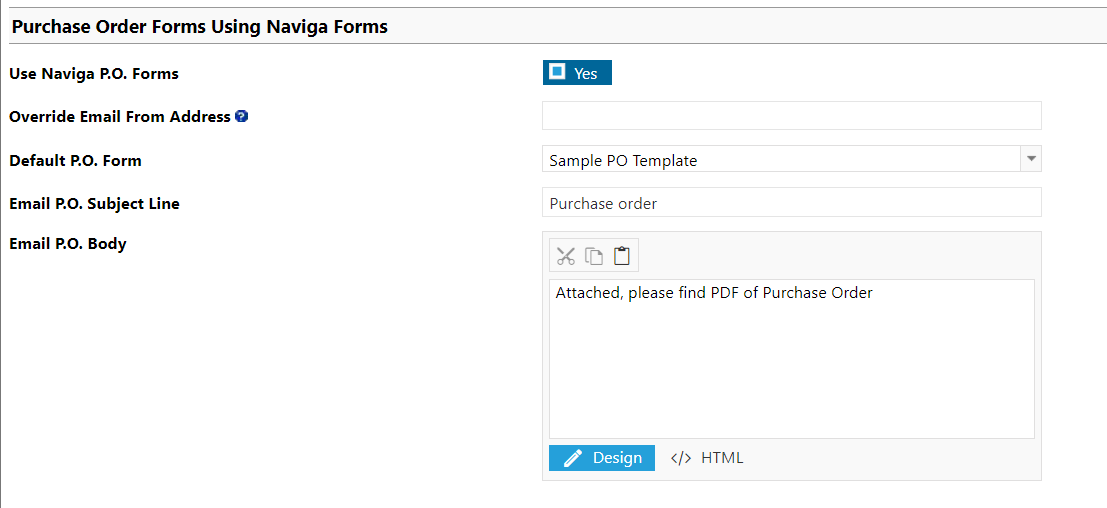 Purchase Order Forms Using Naviga Forms
Use Naviga P.O. Forms
Yes
Override Email From Address ?
Default P.O. Form
Sample PO Template
Email P.O. Subject Line
Purchase order
Email P.O. Body
Attached, please find PDF of Purchase Order
Design
</> HTML